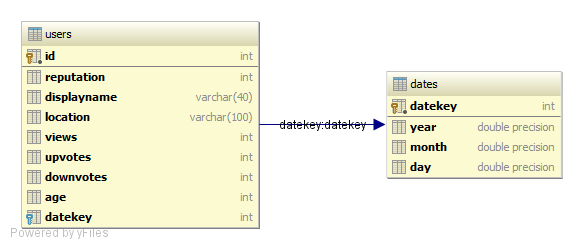 users
id int
reputation int
displayname varchar(40)
location varchar(100)
views int
upvotes int
downvotes int
age int
datekey int
datekey:datekey
dates
datekey int
year double precision
month double precision
day double precision
Powered by yFiles